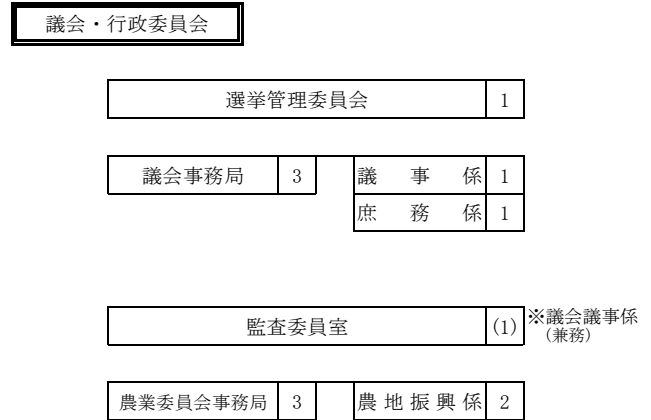 議会・行政委員会
選挙管理委員会 1
議会事務局 3 議事係 1
庶務係 1
監査委員室 (1) ※議会議事係
(兼務)
農業委員会事務局 3 農地振興係 2